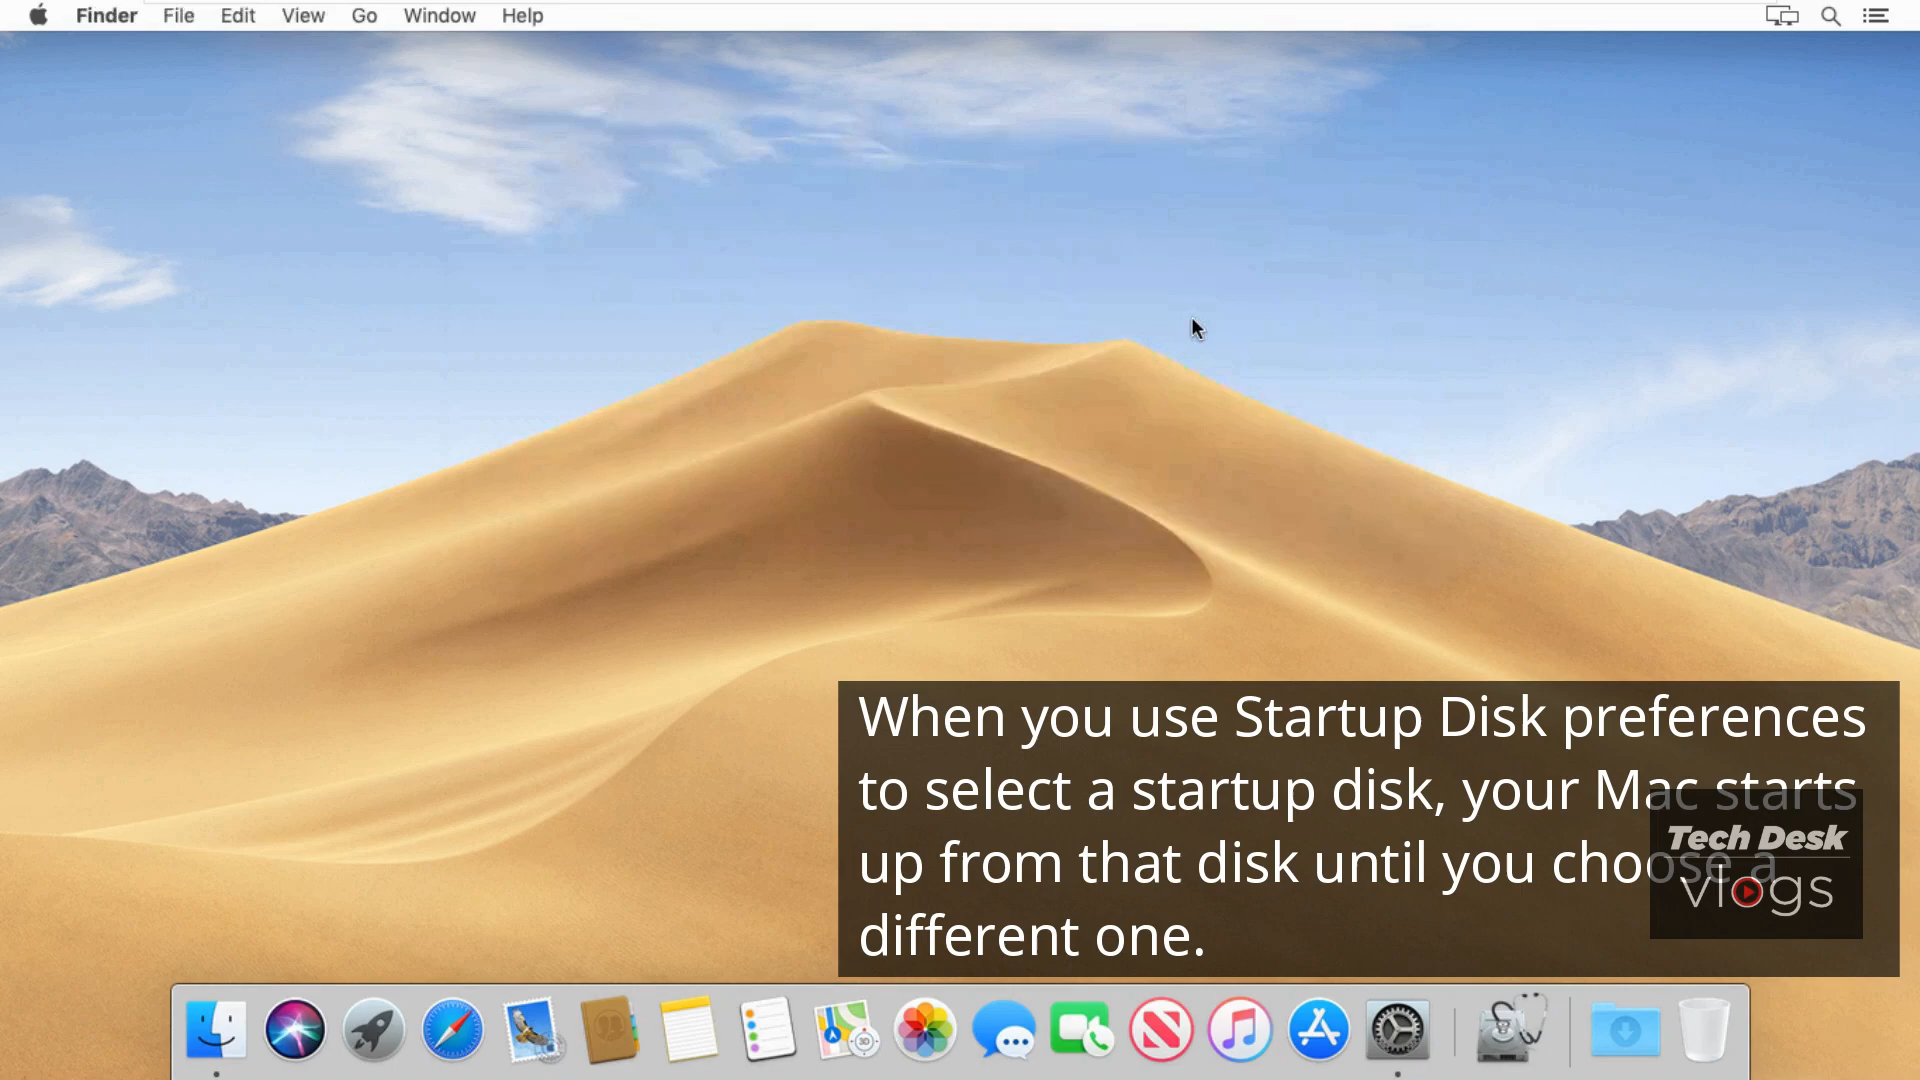 Finder File Edit View Go Window Help
When you use Startup Disk preferences
to select a startup disk, your Mac starts
up from that disk until you choose a
different one.
Tech Desk
vlogs
3D